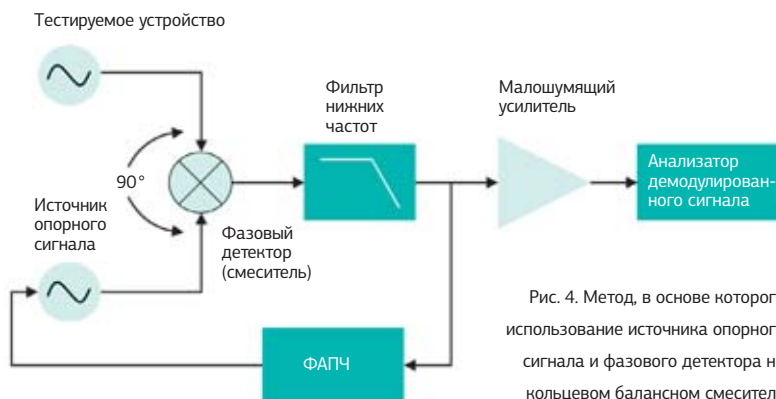 Тестируемое устройство
Фильтр
нижних
частот
Малошумящий
усилитель
90°
Источник
опорного
сигнала
Фазовый
детектор
(смеситель)
Анализатор
демодулирован-
ного сигнала
ФАПЧ
Рис. 4. Метод, в основе которог
использование источника опорног
сигнала и фазового детектора н
кольцевом балансном смесител